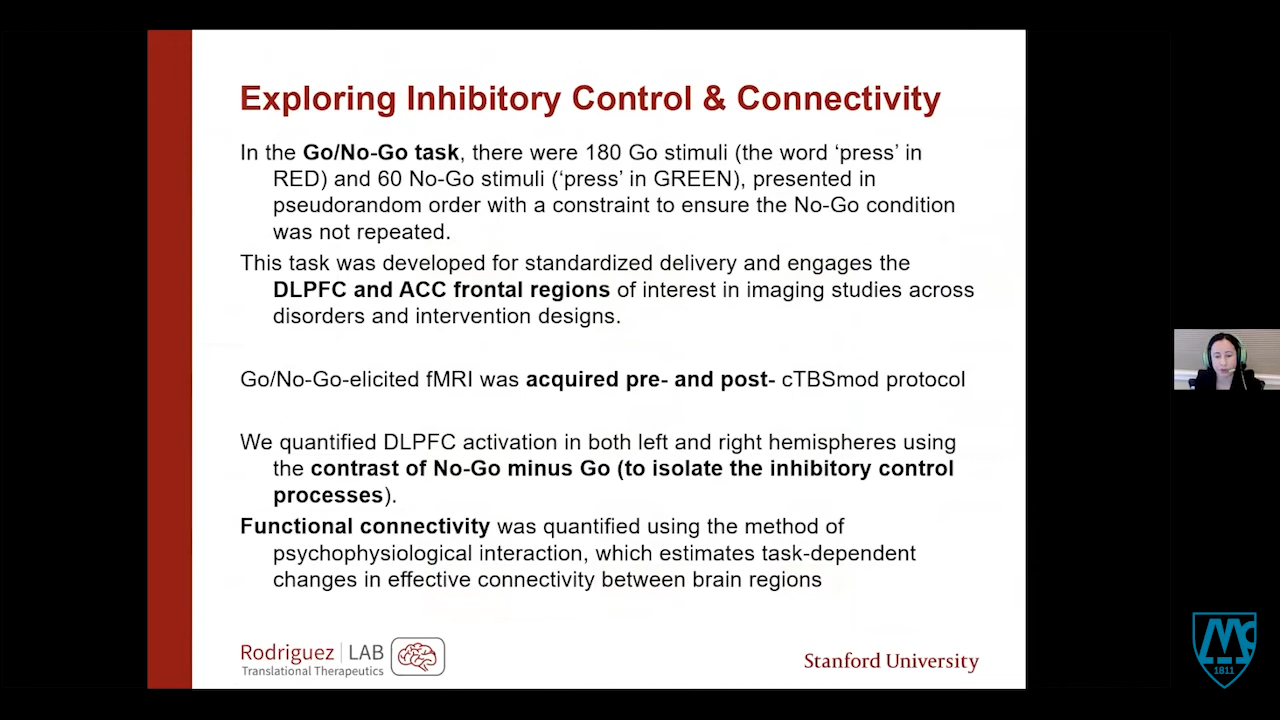 Exploring Inhibitory Control & Connectivity
In the Go/No-Go task, there were 180 Go stimuli (the word ‘press’ in
RED) and 60 No-Go stimuli (‘press’ in GREEN), presented in
pseudorandom order with a constraint to ensure the No-Go condition
was not repeated.
This task was developed for standardized delivery and engages the
DLPFC and ACC frontal regions of interest in imaging studies across
disorders and intervention designs.
Go/No-Go-elicited fMRI was acquired pre- and post- cTBSmod protocol
We quantified DLPFC activation in both left and right hemispheres using
the contrast of No-Go minus Go (to isolate the inhibitory control
processes).
Functional connectivity was quantified using the method of
psychophysiological interaction, which estimates task-dependent
changes in effective connectivity between brain regions
Rodriguez | LAB
Translational Therapeutics
Stanford University
1811